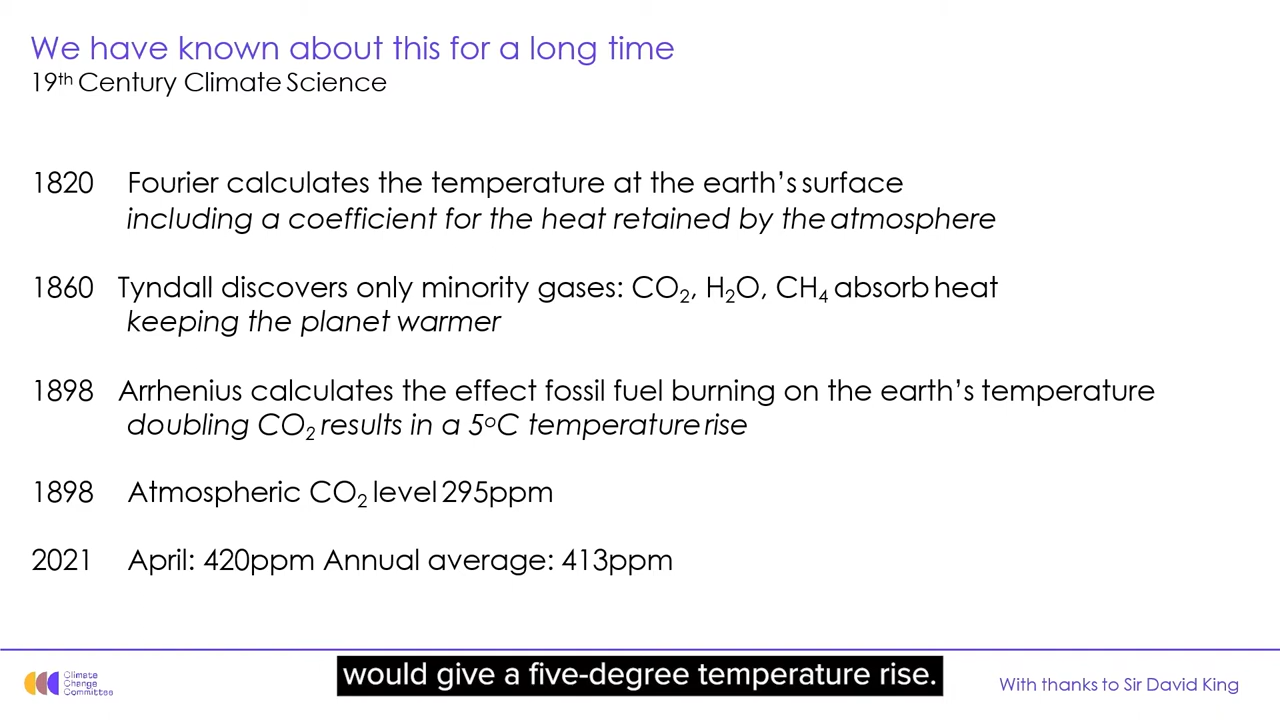 We have known about this for a long time
19th Century Climate Science
1820 Fourier calculates the temperature at the earth's surface
including a coefficient for the heat retained by the atmosphere
1860 Tyndall discovers only minority gases: CO₂, H₂O, CH₄ absorb heat
keeping the planet warmer
1898 Arrhenius calculates the effect fossil fuel burning on the earth's temperature
doubling CO₂ results in a 5°C temperature rise
1898 Atmospheric CO₂ level 295ppm
2021 April: 420ppm Annual average: 413ppm
would give a five-degree temperature rise.
Climate
Change
Committee
With thanks to Sir David King